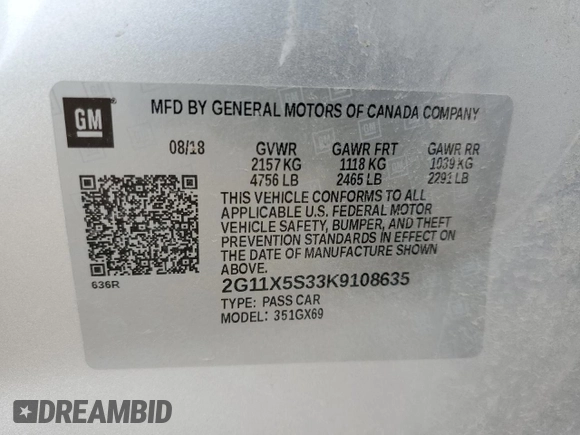 GM
MFD BY GENERAL MOTORS OF CANADA COMPANY
08/18 GVWR GAWR FRT GAWR RR
2157 KG 1118 KG 1039 KG
4756 LB 2465 LB 2291 LB
THIS VEHICLE CONFORMS TO ALL
APPLICABLE U.S. FEDERAL MOTOR
VEHICLE SAFETY, BUMPER, AND THEFT
PREVENTION STANDARDS IN EFFECT ON
THE DATE OF MANUFACTURE SHOWN
ABOVE.
636R
2G11X5S33K9108635
TYPE: PASS CAR
MODEL: 351GX69
DREAMBID